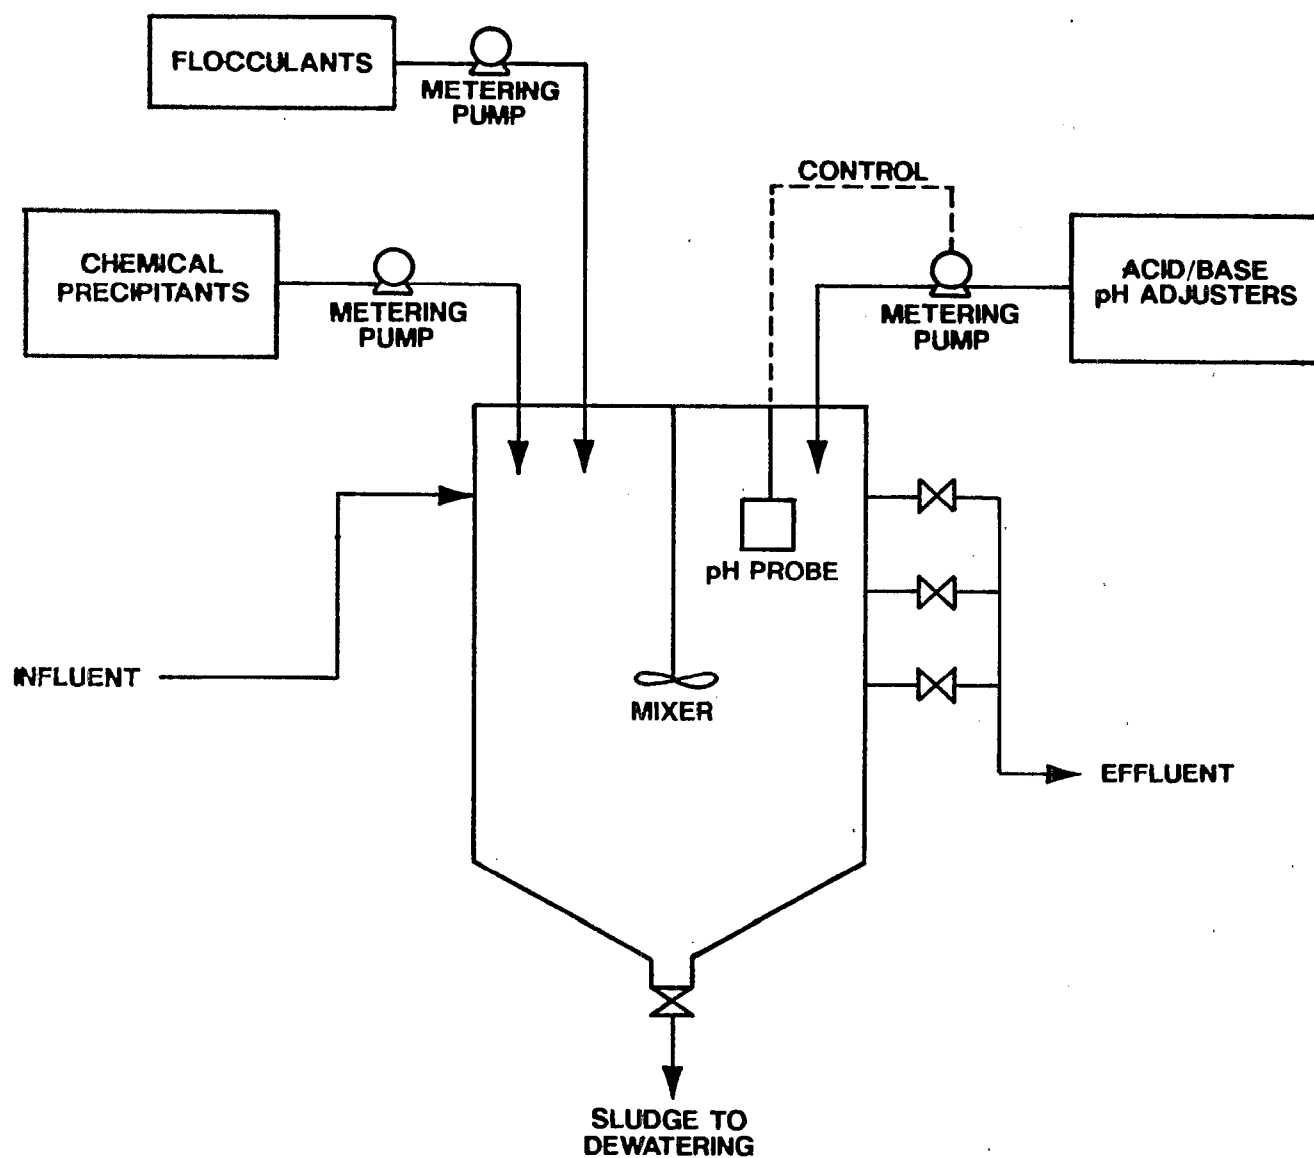 FLOCCULANTS
METERING
PUMP
CONTROL
CHEMICAL
PRECIPITANTS
METERING
PUMP
ACID/BASE
pH ADJUSTERS
METERING
PUMP
pH PROBE
INFLUENT
MIXER
EFFLUENT
SLUDGE TO
DEWATERING